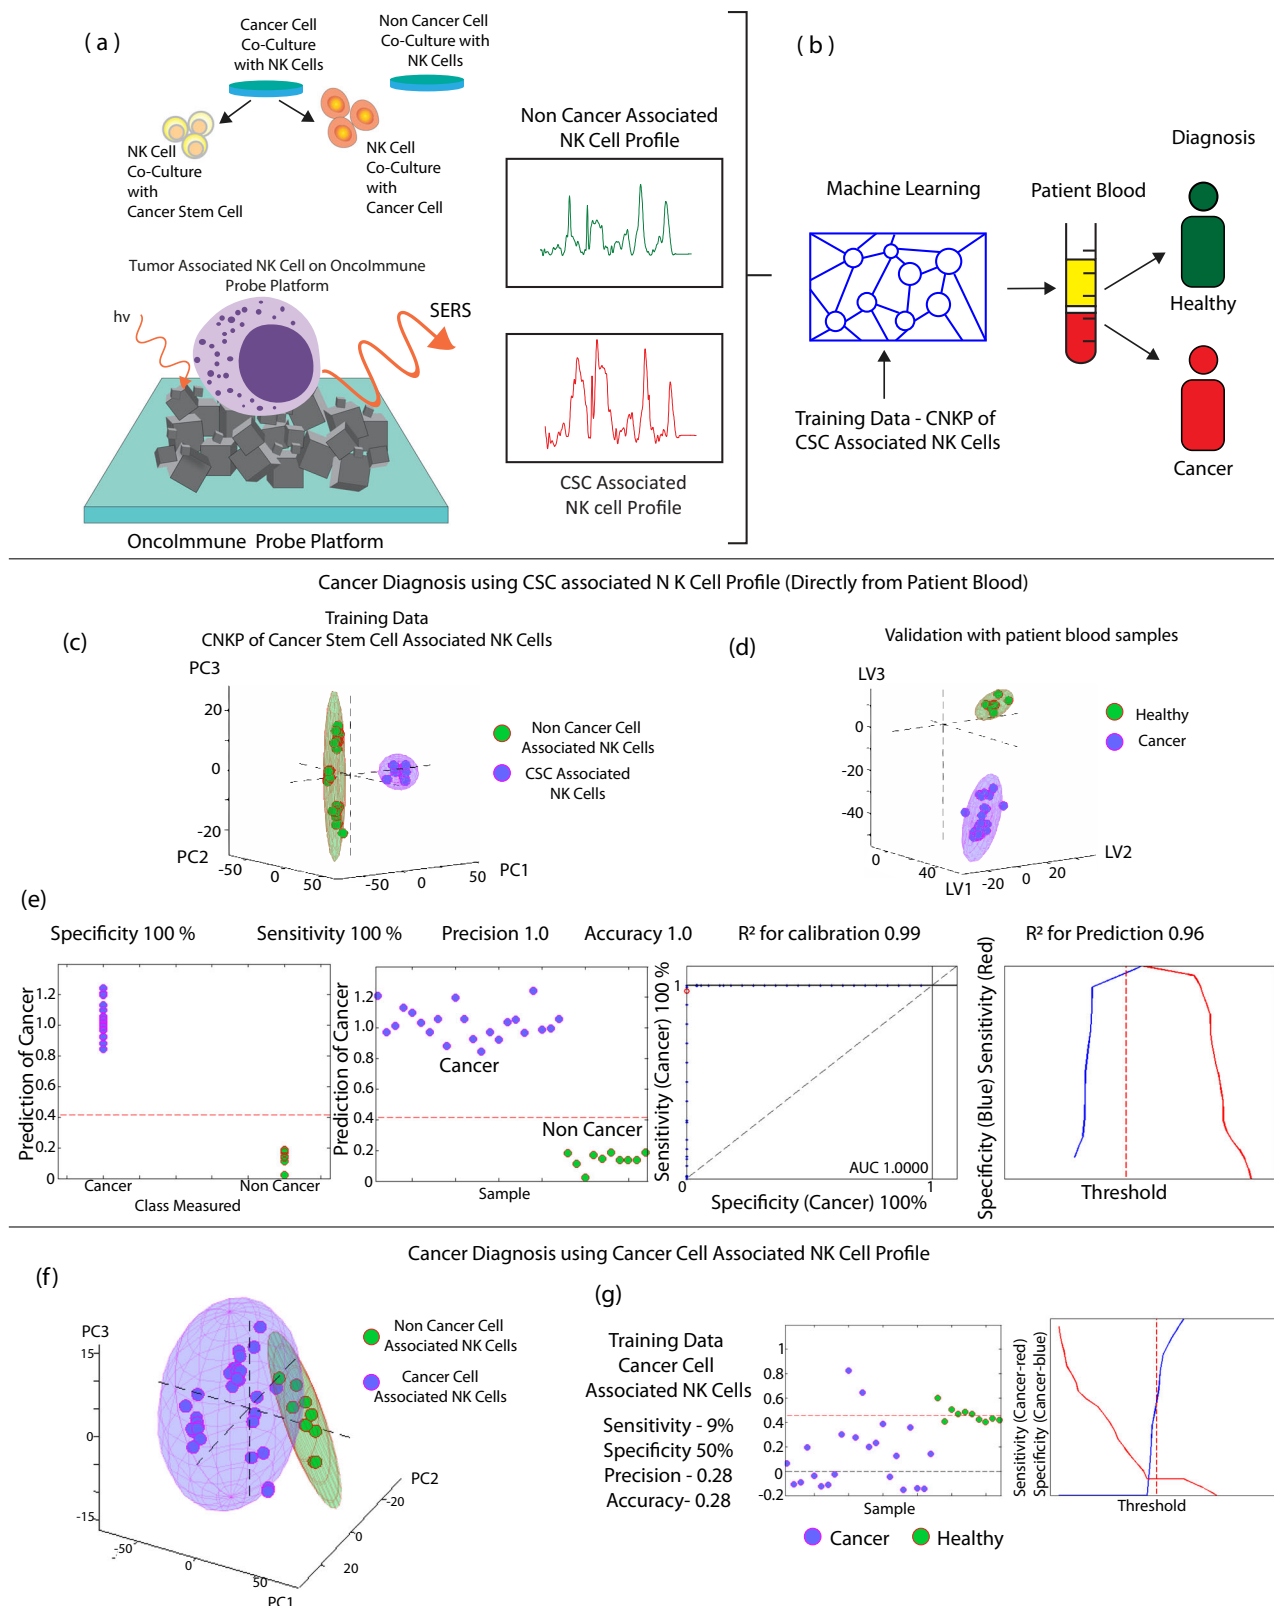 ( a )
Cancer Cell
Co-Culture
with NK Cells
Non Cancer Cell
Co-Culture with
NK Cells
NK Cell
Co-Culture
with
Cancer Stem Cell
NK Cell
Co-Culture
with
Cancer Cell
Tumor Associated NK Cell on OncoImmune
Probe Platform
hv
SERS
OncoImmune Probe Platform
Non Cancer Associated
NK Cell Profile
CSC Associated
NK cell Profile
( b )
Machine Learning
Patient Blood
Diagnosis
Healthy
Cancer
Training Data - CNKP of
CSC Associated NK Cells
Cancer Diagnosis using CSC associated N K Cell Profile (Directly from Patient Blood)
(c)
Training Data
CNKP of Cancer Stem Cell Associated NK Cells
PC3
20
0
-20
PC2
-50
0
50
-50
0
50
PC1
Non Cancer Cell
Associated NK Cells
CSC Associated
NK Cells
(d)
Validation with patient blood samples
LV3
0
-20
-40
0
40
LV1
-20
0
20
LV2
Healthy
Cancer
(e)
Specificity 100 %
Sensitivity 100 %
Precision 1.0
Accuracy 1.0
R² for calibration 0.99
R² for Prediction 0.96
Prediction of Cancer
1.2
1.0
0.8
0.6
0.4
0.2
0
Cancer
Non Cancer
Class Measured
Prediction of Cancer
1.2
1.0
0.8
0.6
0.4
0.2
0
Cancer
Non Cancer
Sample
Sensitivity (Cancer) 100 %
1
AUC 1.0000
0
1
Specificity (Cancer) 100%
Specificity (Blue) Sensitivity (Red)
Threshold
Cancer Diagnosis using Cancer Cell Associated NK Cell Profile
(f)
PC3
15
0
-15
-50
0
50
PC1
20
0
-20
PC2
Non Cancer Cell
Associated NK Cells
Cancer Cell
Associated NK Cells
(g)
Training Data
Cancer Cell
Associated NK Cells
Sensitivity - 9%
Specificity 50%
Precision - 0.28
Accuracy- 0.28
1
0.8
0.6
0.4
0.2
0
-0.2
Sample
Cancer
Healthy
Sensitivity (Cancer-red)
Specificity (Cancer-blue)
Threshold